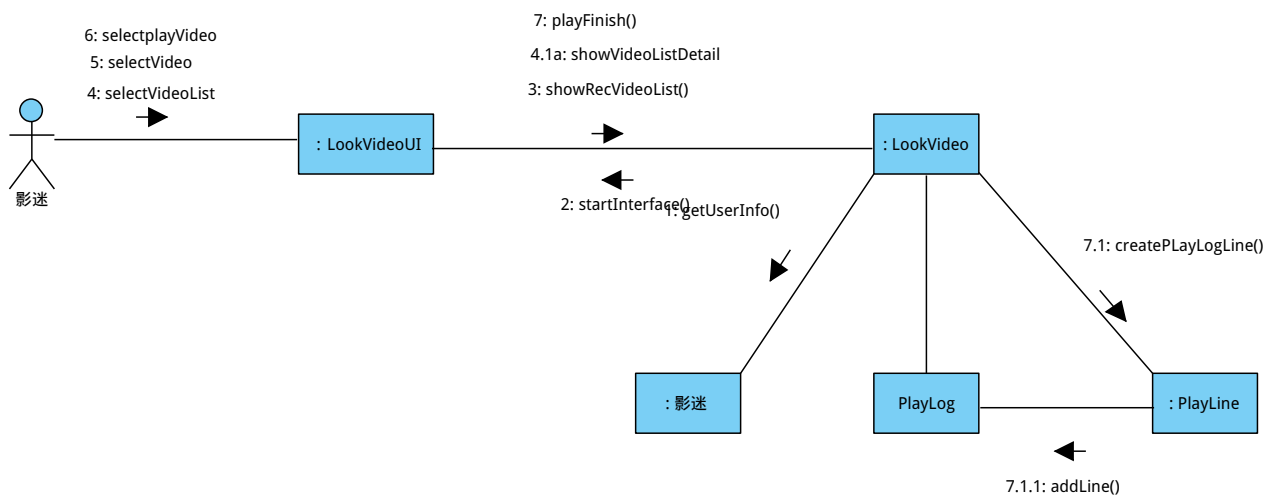 7: playFinish()
6: selectplayVideo
4.1a: showVideoListDetail
5: selectVideo
3: showRecVideoList()
4: selectVideoList
: LookVideoUI
: LookVideo
影迷
2: startInterface()
1: getUserInfo()
7.1: createPLayLogLine()
: 影迷
PlayLog
: PlayLine
7.1.1: addLine()